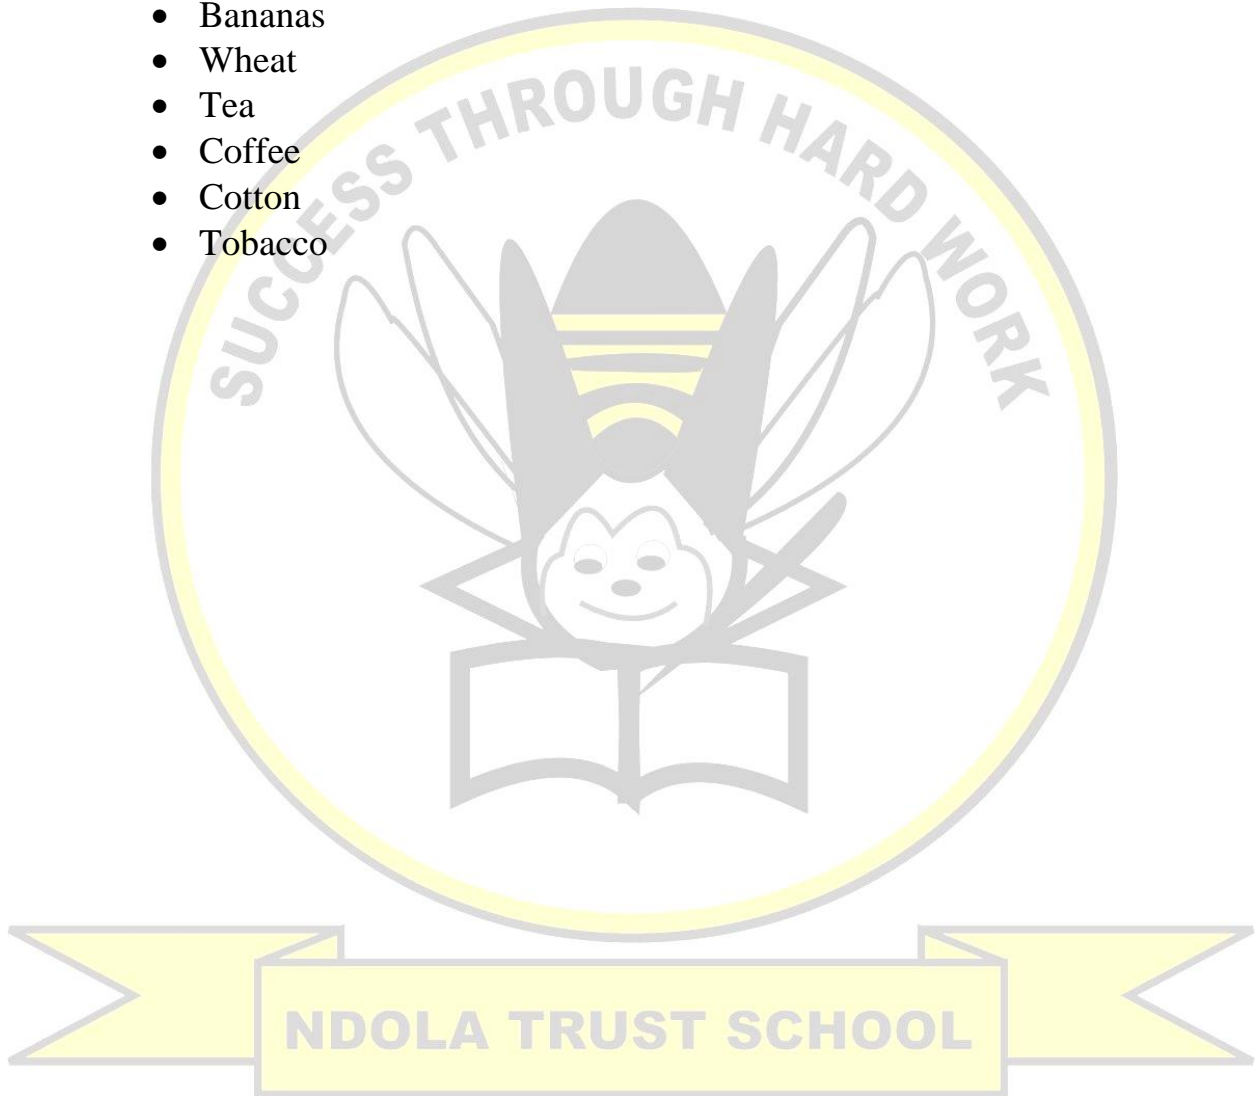 • Bananas
• Wheat
• Tea
• Coffee
• Cotton
• Tobacco
SUCCESS THROUGH HARD WORK
NDOLA TRUST SCHOOL